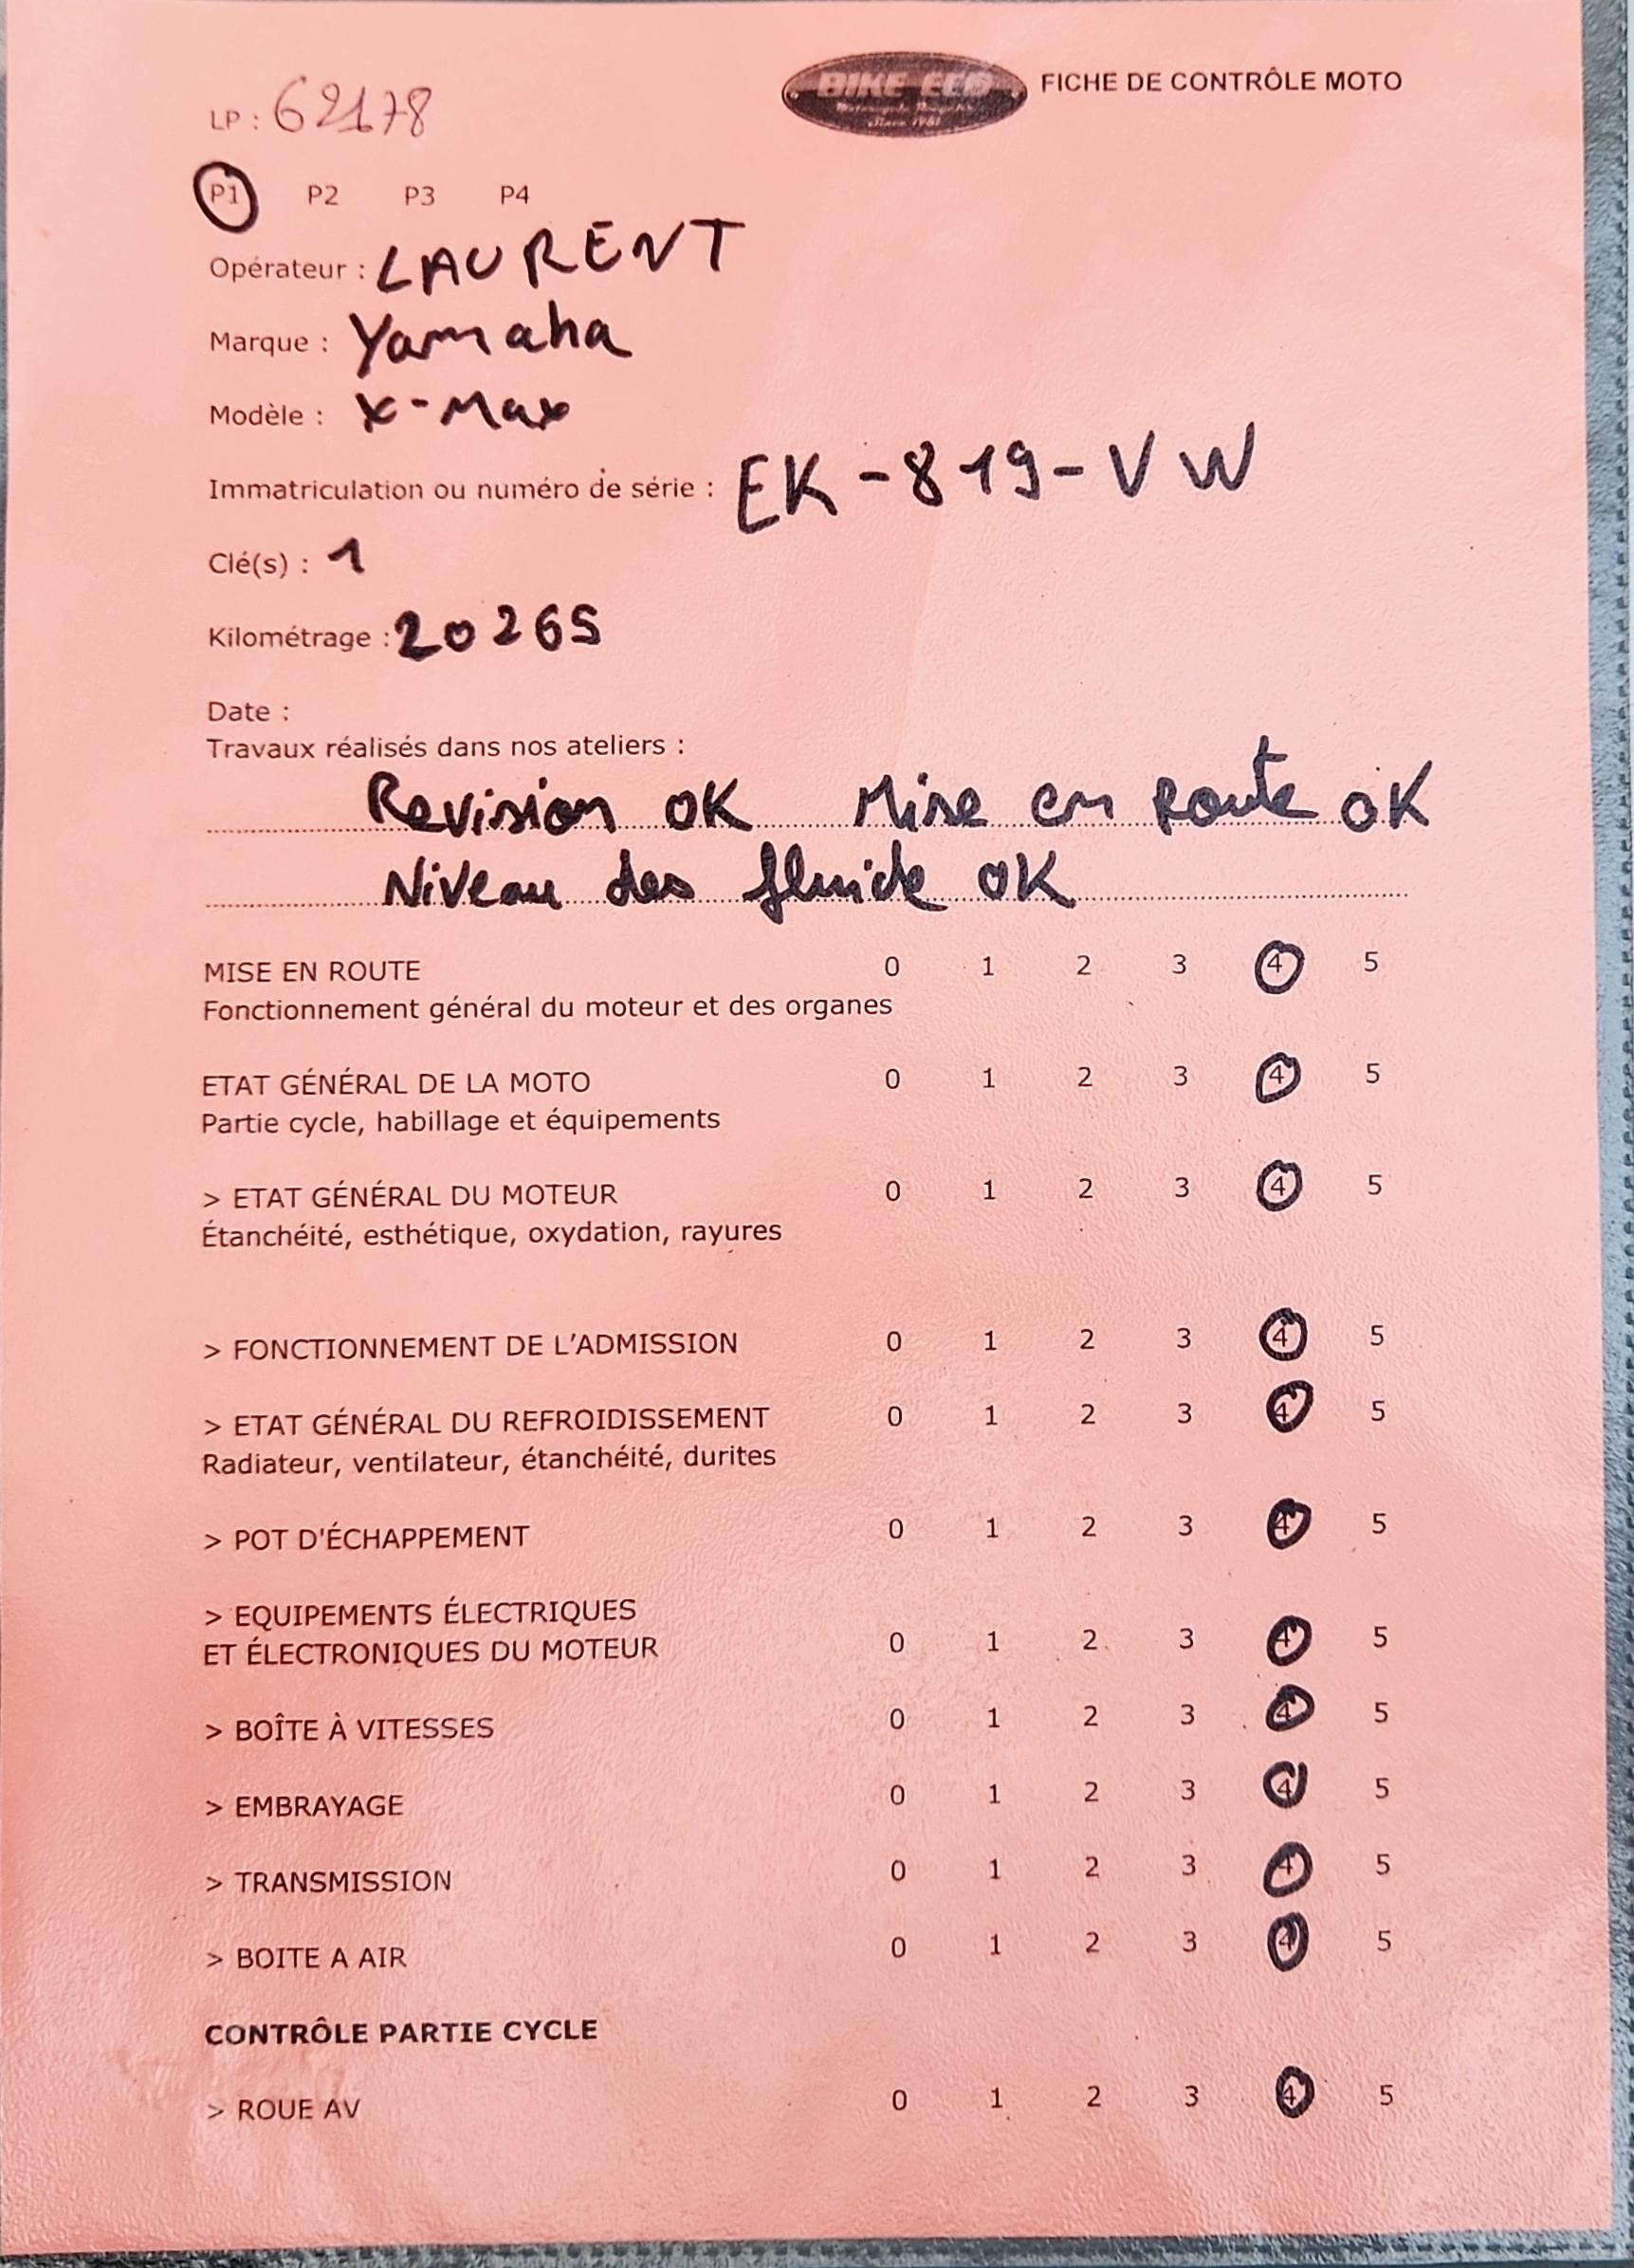 BIKE ECO
FICHE DE CONTRÔLE MOTO
since 1981
LP : 62178
P1 P2 P3 P4
Opérateur : LAURENT
Marque : Yamaha
Modèle : X-Max
Immatriculation ou numéro de série : EK-819-VW
Clé(s) : 1
Kilométrage : 20265
Date :
Travaux réalisés dans nos ateliers :
Revision OK Mise en Route OK
Niveau des fluide OK
MISE EN ROUTE 0 1 2 3 4 5
Fonctionnement général du moteur et des organes
ETAT GÉNÉRAL DE LA MOTO 0 1 2 3 4 5
Partie cycle, habillage et équipements
> ETAT GÉNÉRAL DU MOTEUR 0 1 2 3 4 5
Étanchéité, esthétique, oxydation, rayures
> FONCTIONNEMENT DE L'ADMISSION 0 1 2 3 4 5
> ETAT GÉNÉRAL DU REFROIDISSEMENT 0 1 2 3 4 5
Radiateur, ventilateur, étanchéité, durites
> POT D'ÉCHAPPEMENT 0 1 2 3 4 5
> EQUIPEMENTS ÉLECTRIQUES
ET ÉLECTRONIQUES DU MOTEUR 0 1 2 3 4 5
> BOÎTE À VITESSES 0 1 2 3 4 5
> EMBRAYAGE 0 1 2 3 4 5
> TRANSMISSION 0 1 2 3 4 5
> BOITE A AIR 0 1 2 3 4 5
CONTRÔLE PARTIE CYCLE
> ROUE AV 0 1 2 3 4 5